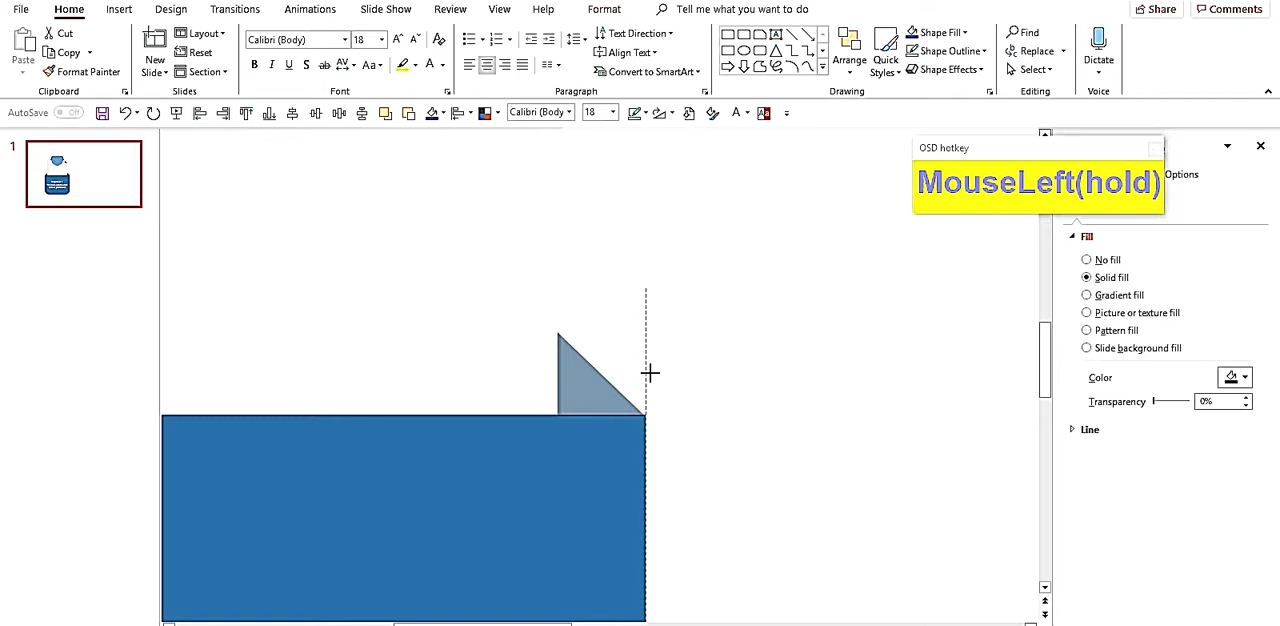 File Home Insert Design Transitions Animations Slide Show Review View Help Format Tell me what you want to do Share Comments
Paste Cut Copy Format Painter Clipboard
New Slide Layout Reset Section Slides
Calibri (Body) 18 A A A
B I U S ab AV Aa A Font
Text Direction Align Text Convert to SmartArt Paragraph
Arrange Quick Styles Shape Fill Shape Outline Shape Effects Drawing
Find Replace Select Editing
Dictate Voice
AutoSave Off Calibri (Body) 18 A
1
OSD hotkey
MouseLeft(hold)
Options
Fill
No fill
Solid fill
Gradient fill
Picture or texture fill
Pattern fill
Slide background fill
Color
Transparency 0%
Line